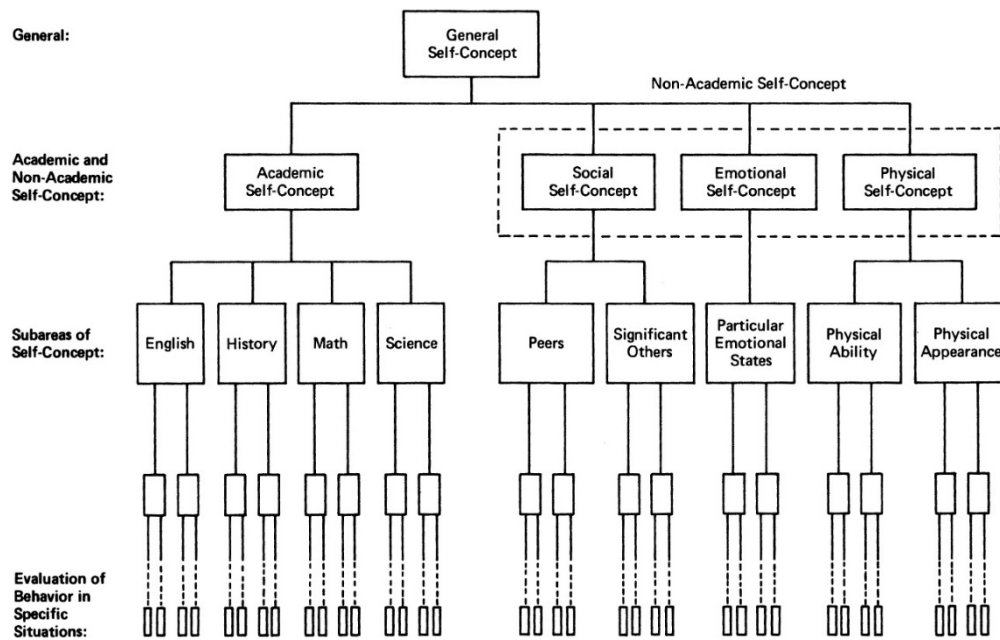 General:
General
Self-Concept
Non-Academic Self-Concept
Academic and
Non-Academic
Self-Concept:
Academic
Self-Concept
Social
Self-Concept
Emotional
Self-Concept
Physical
Self-Concept
Subareas of
Self-Concept:
English
History
Math
Science
Peers
Significant
Others
Particular
Emotional
States
Physical
Ability
Physical
Appearance
Evaluation of
Behavior in
Specific
Situations: